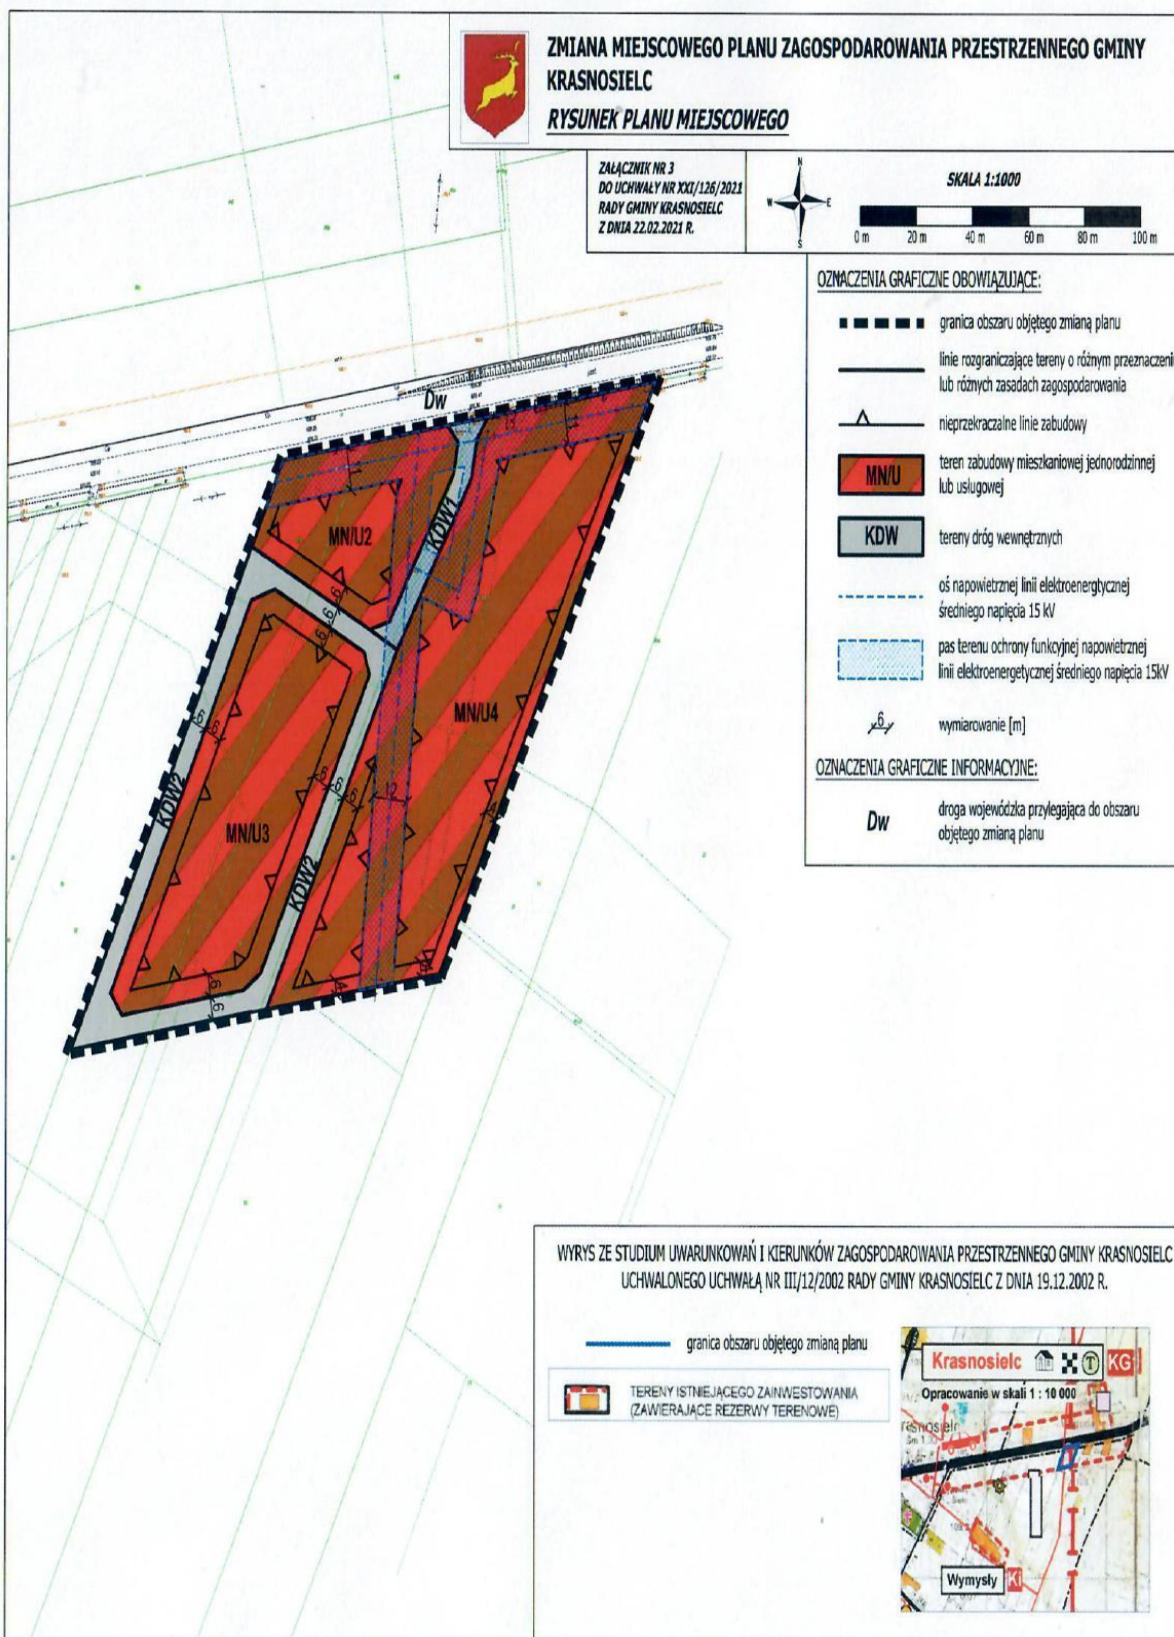 ZMIANA MIEJSCOWEGO PLANU ZAGOSPODAROWANIA PRZESTRZENNEGO GMINY
KRASNOSIELC
RYSUNEK PLANU MIEJSCOWEGO
ZAŁĄCZNIK NR 3
DO UCHWAŁY NR XXI/126/2021
RADY GMINY KRASNOSIELC
Z DNIA 22.02.2021 R.
N
W E
S
SKALA 1:1000
0 m 20 m 40 m 60 m 80 m 100 m
OZNACZENIA GRAFICZNE OBOWIĄZUJĄCE:
granica obszaru objętego zmianą planu
linie rozgraniczające tereny o różnym przeznaczeni
lub różnych zasadach zagospodarowania
nieprzekraczalne linie zabudowy
MN/U
teren zabudowy mieszkaniowej jednorodzinnej
lub usługowej
KDW
tereny dróg wewnętrznych
oś napowietrznej linii elektroenergtycznej
średniego napięcia 15 kV
pas terenu ochrony funkcyjnej napowietrznej
linii elektroenergetycznej średniego napięcia 15kV
6
wymiarowanie [m]
OZNACZENIA GRAFICZNE INFORMACYJNE:
Dw
droga wojewódzka przylegająca do obszaru
objętego zmianą planu
Dw
MN/U2
KDW1
6
6
6
MN/U4
6
6
KDW2
6
6
6
12
MN/U3
KDW2
6
6
WYRYS ZE STUDIUM UWARUNKOWAŃ I KIERUNKÓW ZAGOSPODAROWANIA PRZESTRZENNEGO GMINY KRASNOSIELC
UCHWALONEGO UCHWAŁĄ NR III/12/2002 RADY GMINY KRASNOSIELC Z DNIA 19.12.2002 R.
granica obszaru objętego zmianą planu
TERENY ISTNIEJĄCEGO ZAINWESTOWANIA
(ZAWIERAJĄCE REZERWY TERENOWE)
Krasnosielc T KG
Opracowanie w skali 1 : 10 000
Wymysły Ki